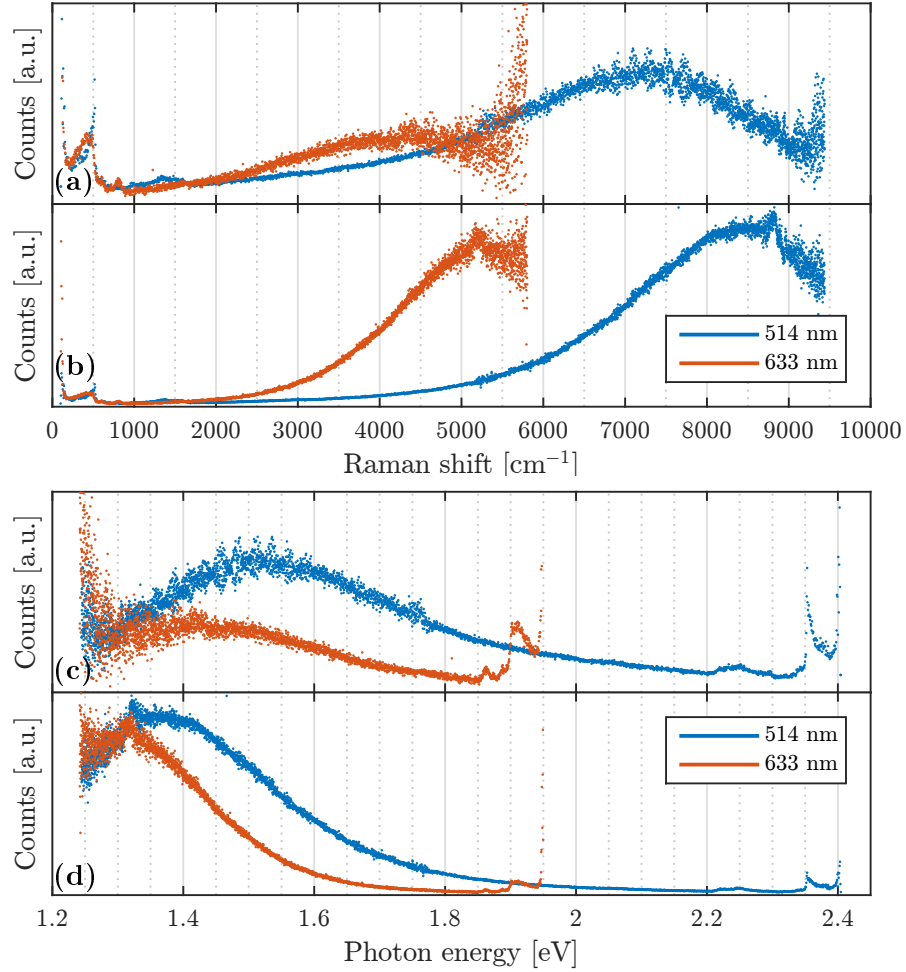 Counts [a.u.]
(a)
Counts [a.u.]
(b)
514 nm
633 nm
0 1000 2000 3000 4000 5000 6000 7000 8000 9000 10000
Raman shift [cm⁻¹]
Counts [a.u.]
(c)
Counts [a.u.]
(d)
514 nm
633 nm
1.2 1.4 1.6 1.8 2 2.2 2.4
Photon energy [eV]